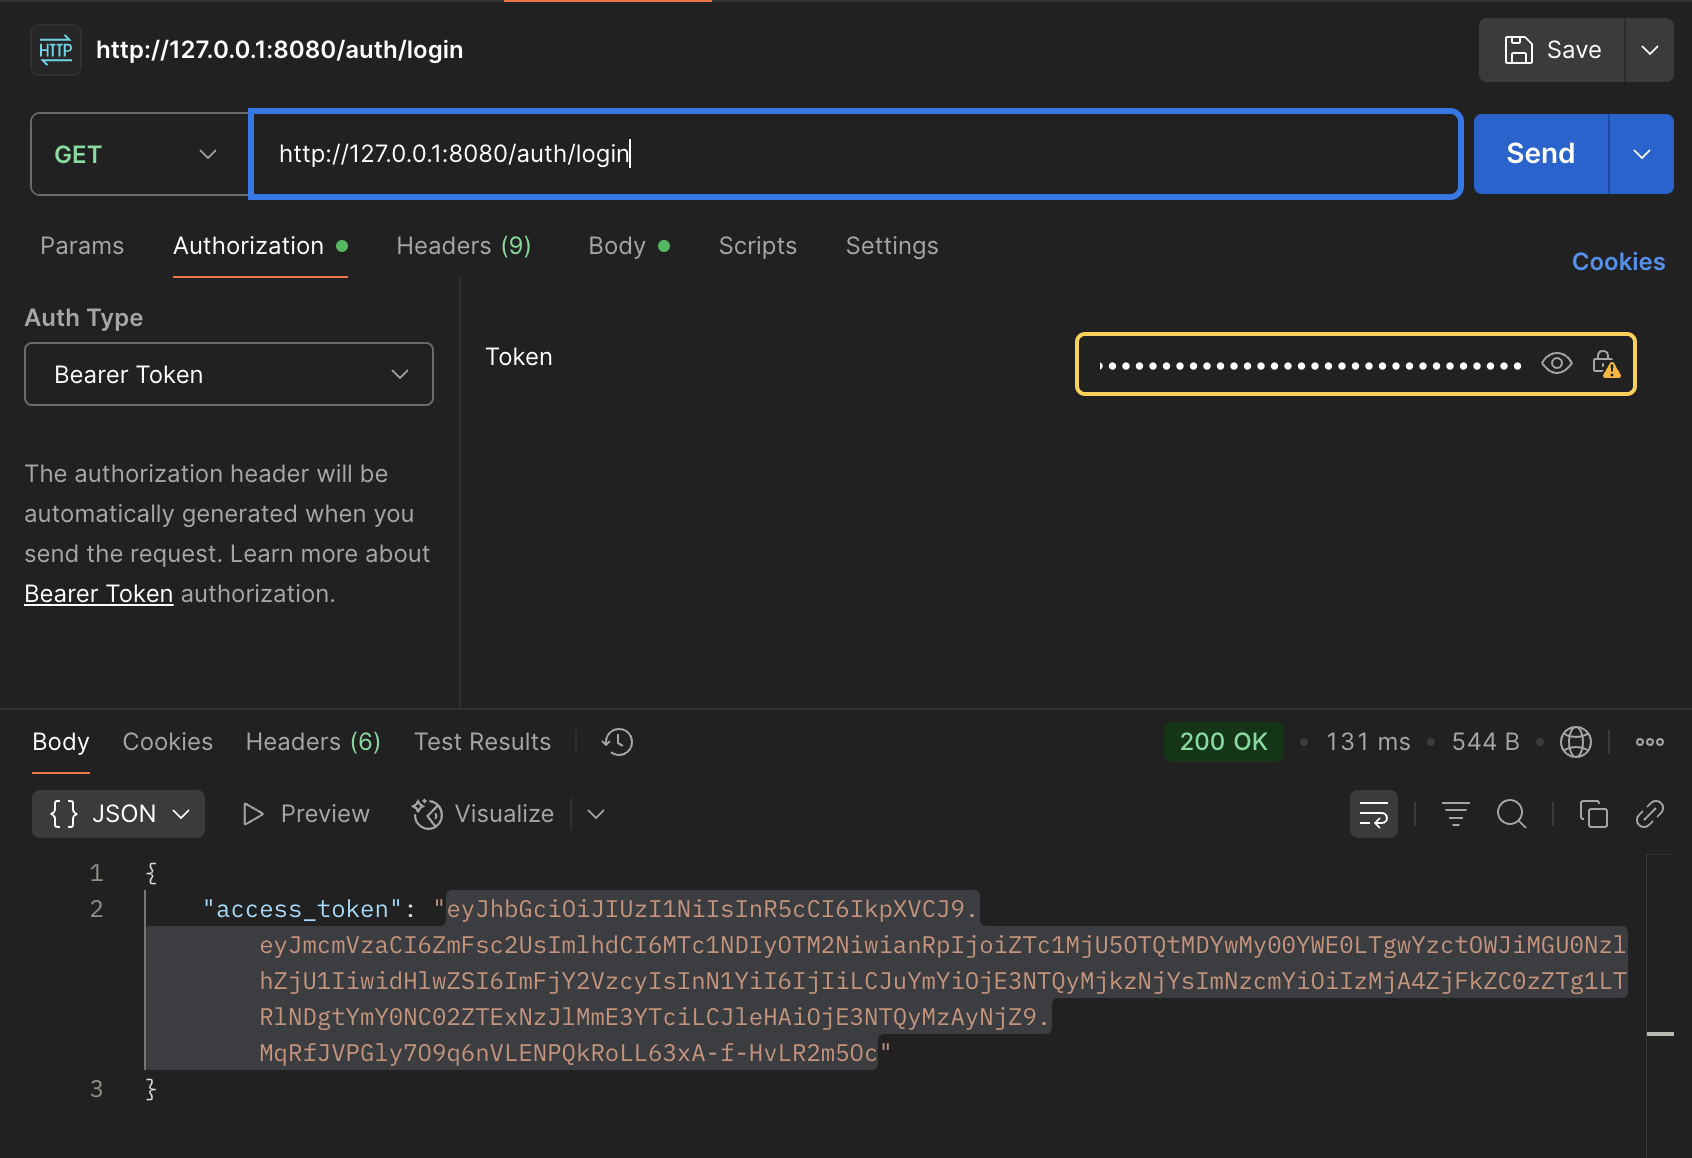 HTTP
http://127.0.0.1:8080/auth/login
Save
GET
http://127.0.0.1:8080/auth/login
Send
Params
Authorization
Headers (9)
Body
Scripts
Settings
Cookies
Auth Type
Bearer Token
The authorization header will be
automatically generated when you
send the request. Learn more about
Bearer Token authorization.
Token
Body
Cookies
Headers (6)
Test Results
200 OK
131 ms
544 B
{} JSON
Preview
Visualize
1 {
2 "access_token": "eyJhbGciOiJIUzI1NiIsInR5cCI6IkpXVCJ9.
eyJmcmVzaCI6ZmFsc2UsImlhdCI6MTc1NDIyOTM2NiwianRpIjoiZTc1MjU5OTQtMDYwMy00YWE0LTgwYzctOWJiMGU0Nzl
hZjU1IiwidHlwZSI6ImFjY2VzcyIsInN1YiI6IjIiLCJuYmYiOjE3NTQyMjkzNjYsImNzcmYiOiIzMjA4ZjFkZC0zZTg1LT
RlNDgtYmY0NC02ZTExNzJlMmE3YTciLCJleHAiOjE3NTQyMzAyNjZ9.
MqRfJVPGly7O9q6nVLENPQkRoLL63xA-f-HvLR2m5Oc"
3 }